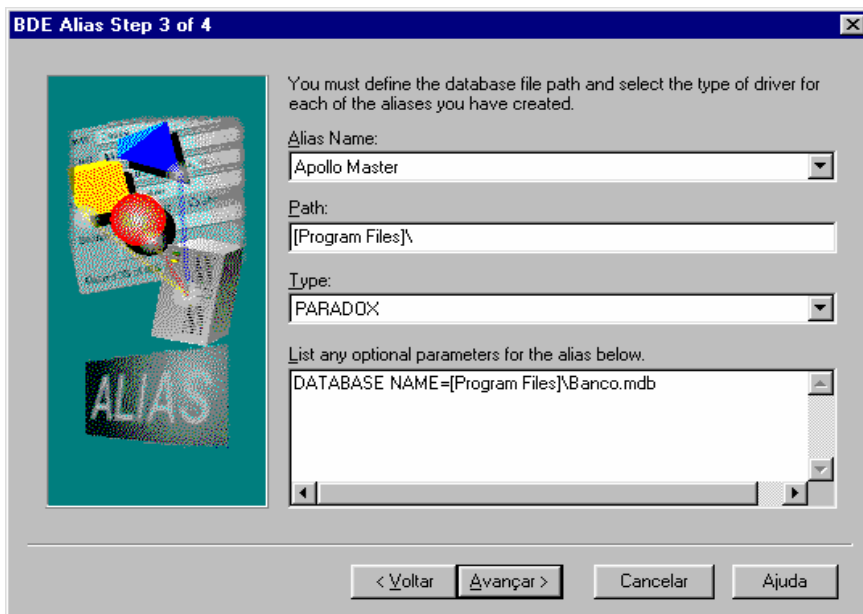 BDE Alias Step 3 of 4
You must define the database file path and select the type of driver for
each of the aliases you have created.
Alias Name:
Apollo Master
Path:
[Program Files]\
Type:
PARADOX
List any optional parameters for the alias below.
DATABASE NAME=[Program Files]\Banco.mdb
ALIAS
< Voltar
Avançar >
Cancelar
Ajuda